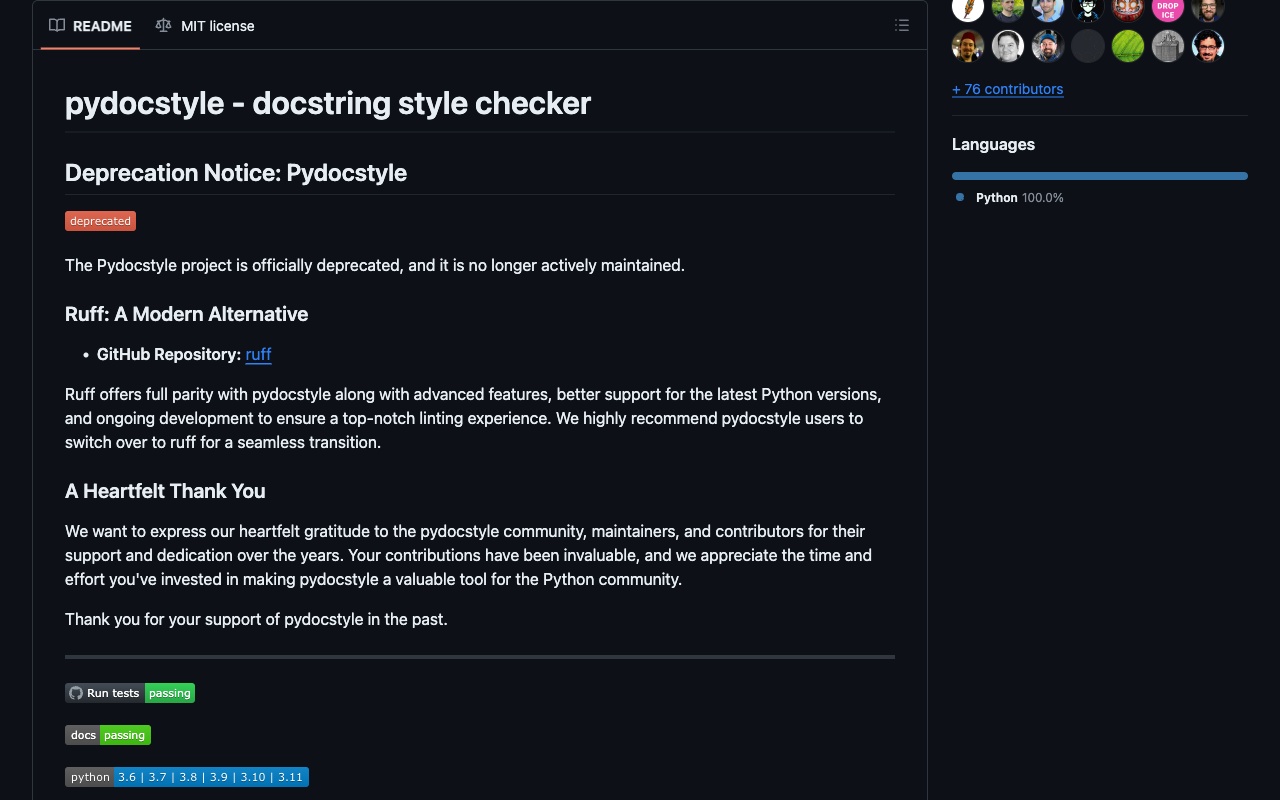 README
MIT license
pydocstyle - docstring style checker
Deprecation Notice: Pydocstyle
deprecated
The Pydocstyle project is officially deprecated, and it is no longer actively maintained.
Ruff: A Modern Alternative
• GitHub Repository: ruff
Ruff offers full parity with pydocstyle along with advanced features, better support for the latest Python versions,
and ongoing development to ensure a top-notch linting experience. We highly recommend pydocstyle users to
switch over to ruff for a seamless transition.
A Heartfelt Thank You
We want to express our heartfelt gratitude to the pydocstyle community, maintainers, and contributors for their
support and dedication over the years. Your contributions have been invaluable, and we appreciate the time and
effort you've invested in making pydocstyle a valuable tool for the Python community.
Thank you for your support of pydocstyle in the past.
Run tests passing
docs passing
python 3.6 | 3.7 | 3.8 | 3.9 | 3.10 | 3.11
DROP
ICE
+ 76 contributors
Languages
Python 100.0%